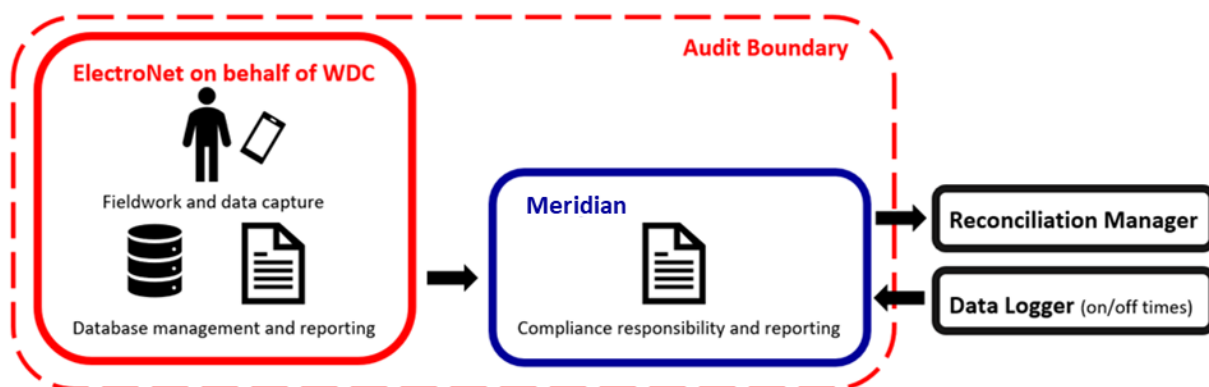 Audit Boundary
ElectroNet on behalf of WDC
Fieldwork and data capture
Database management and reporting
Meridian
Compliance responsibility and reporting
Reconciliation Manager
Data Logger (on/off times)